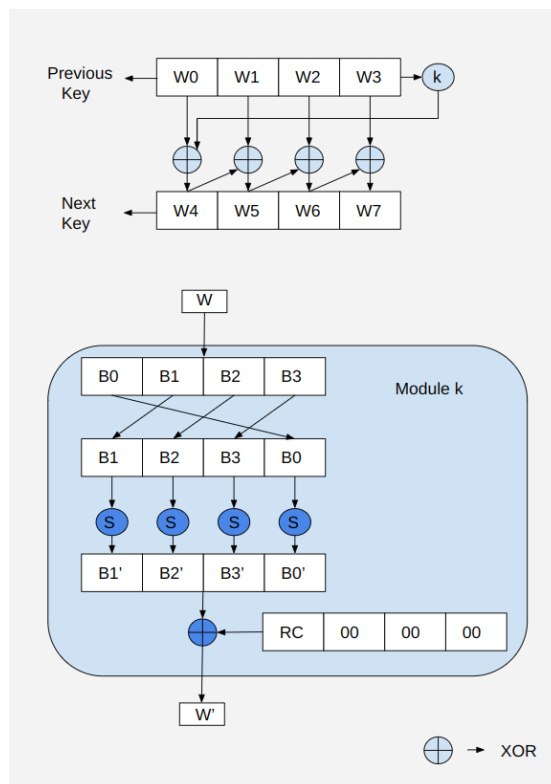 Previous Key
W0 W1 W2 W3
k
Next Key
W4 W5 W6 W7
W
B0 B1 B2 B3
Module k
B1 B2 B3 B0
S S S S
B1’ B2’ B3’ B0’
RC 00 00 00
W’
XOR